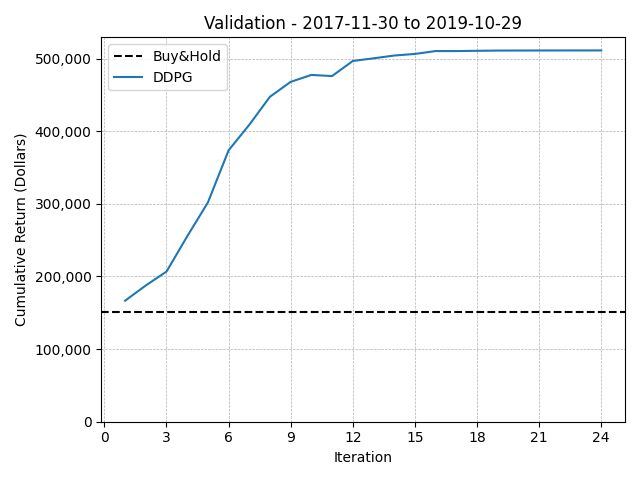 Validation - 2017-11-30 to 2019-10-29
Buy&Hold
DDPG
Cumulative Return (Dollars)
500,000
400,000
300,000
200,000
100,000
0
0 3 6 9 12 15 18 21 24
Iteration